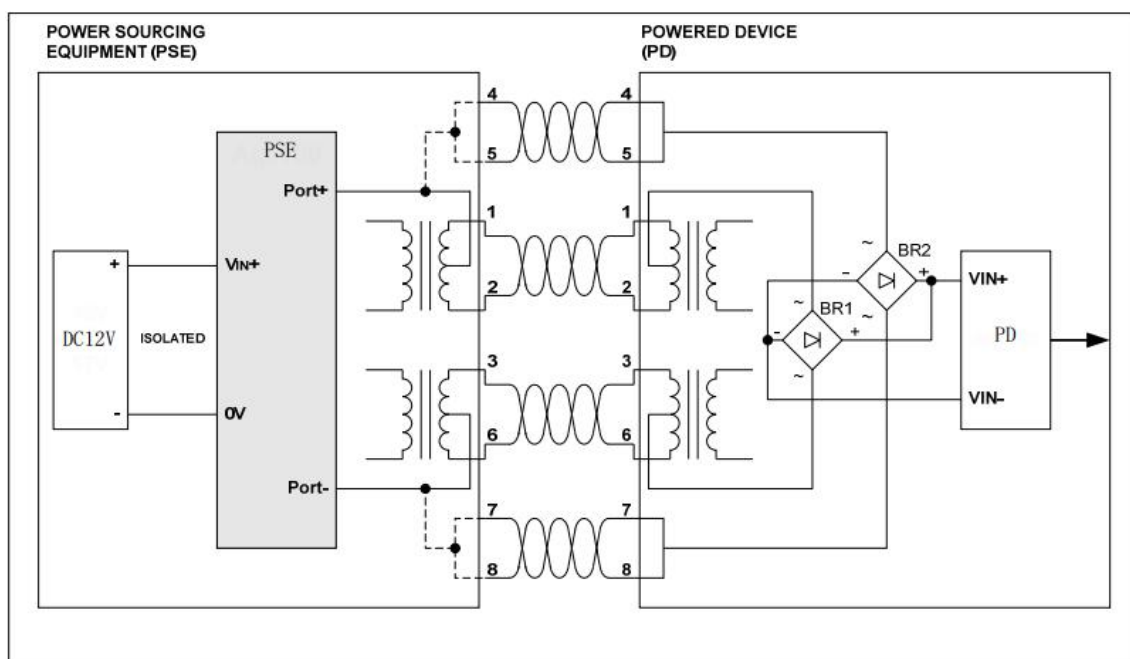 POWER SOURCING
EQUIPMENT (PSE)
POWERED DEVICE
(PD)
4
4
PSE
5
5
Port+
1
1
~
BR2
+
VIN+
-
+
VIN+
2
2
~
BR1
~
DC12V
ISOLATED
-
+
PD
3
3
~
-
0V
VIN-
6
6
Port-
7
7
8
8